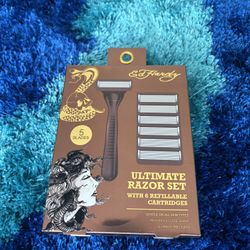 Ed Hardy
5
BLADES
ULTIMATE
RAZOR SET
WITH 6 REFILLABLE
CARTRIDGES